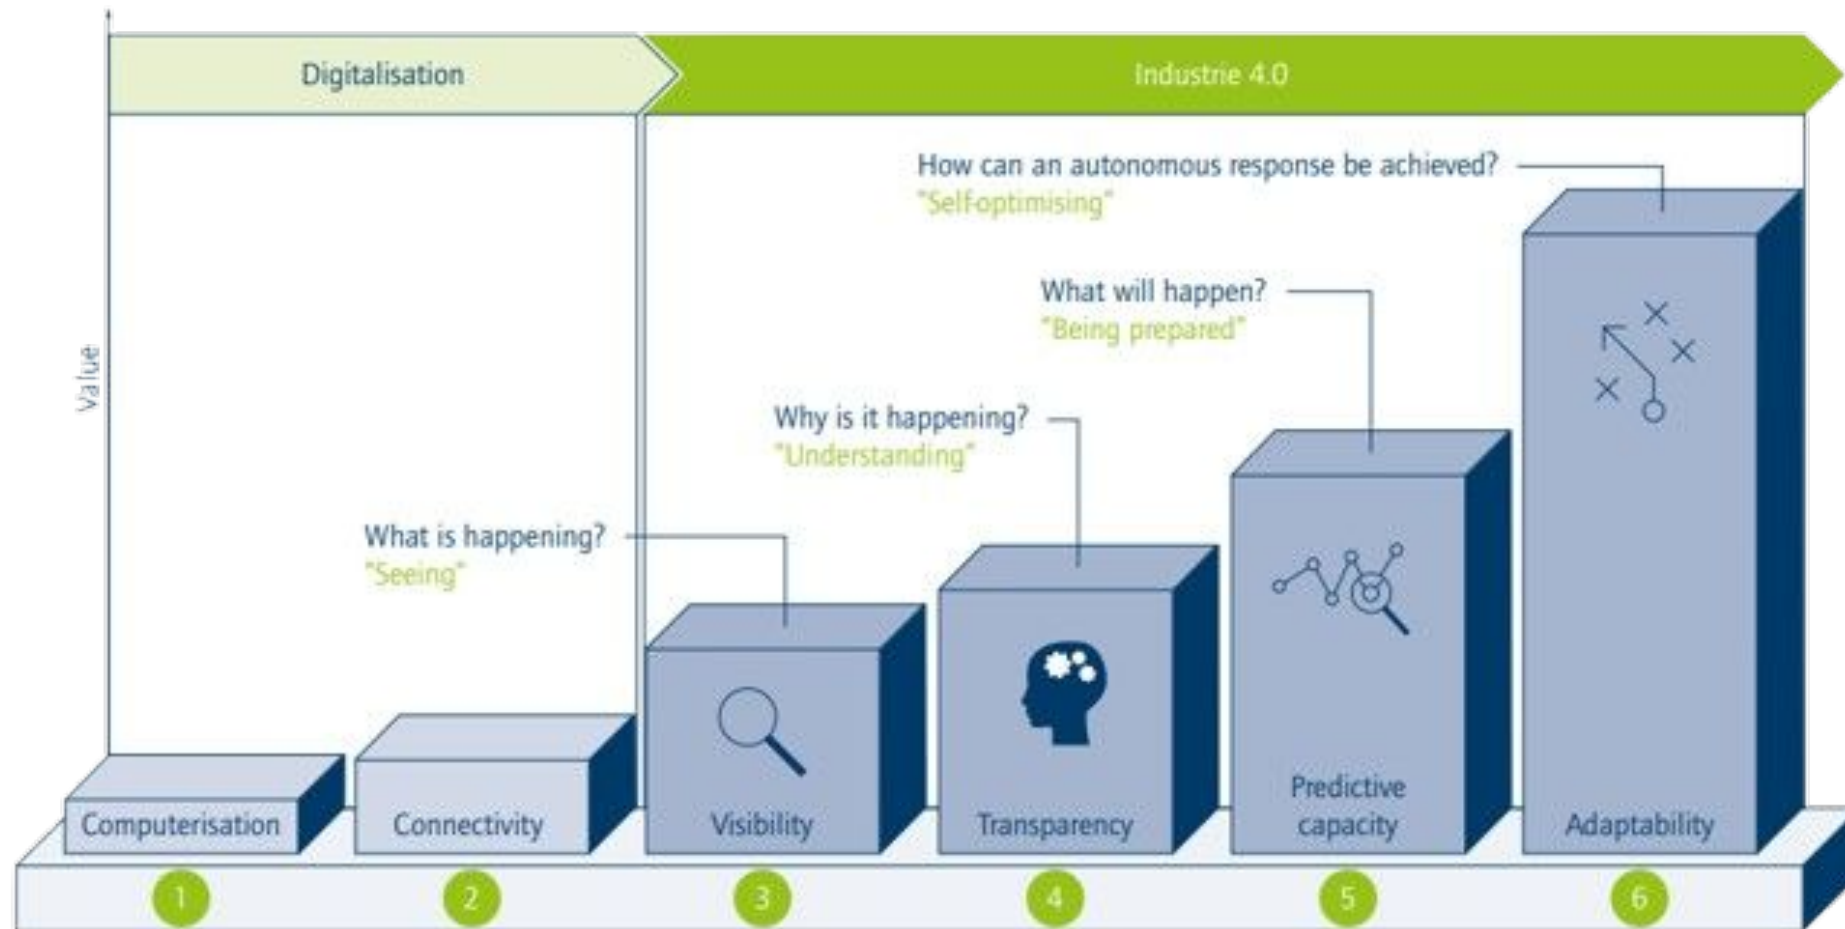 Digitalisation
Industrie 4.0
How can an autonomous response be achieved?
"Self-optimising"
What will happen?
"Being prepared"
Value
Why is it happening?
"Understanding"
What is happening?
"Seeing"
Computerisation
Connectivity
Visibility
Transparency
Predictive
capacity
Adaptability
1
2
3
4
5
6